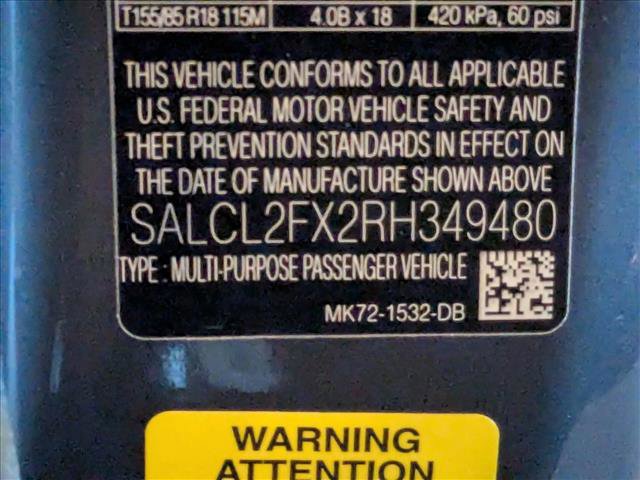 T155/85 R18 115M 4.0B x 18 420 kPa, 60 psi
THIS VEHICLE CONFORMS TO ALL APPLICABLE
U.S. FEDERAL MOTOR VEHICLE SAFETY AND
THEFT PREVENTION STANDARDS IN EFFECT ON
THE DATE OF MANUFACTURE SHOWN ABOVE
SALCL2FX2RH349480
TYPE : MULTI-PURPOSE PASSENGER VEHICLE
MK72-1532-DB
WARNING
ATTENTION